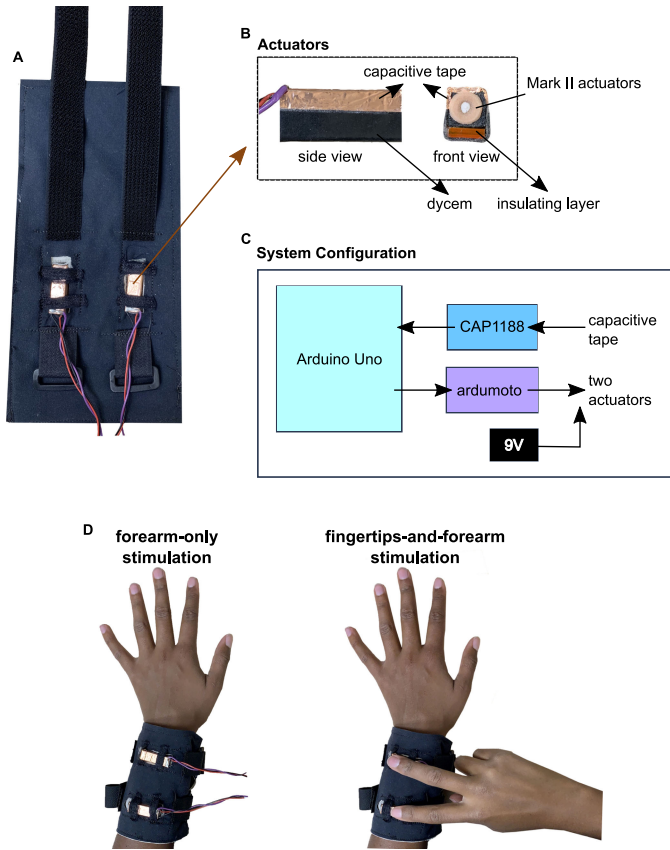 A
B
Actuators
capacitive tape
Mark II actuators
side view
front view
dycem
insulating layer
C
System Configuration
Arduino Uno
CAP1188
capacitive
tape
ardumoto
two
actuators
9V
D
forearm-only
stimulation
fingertips-and-forearm
stimulation